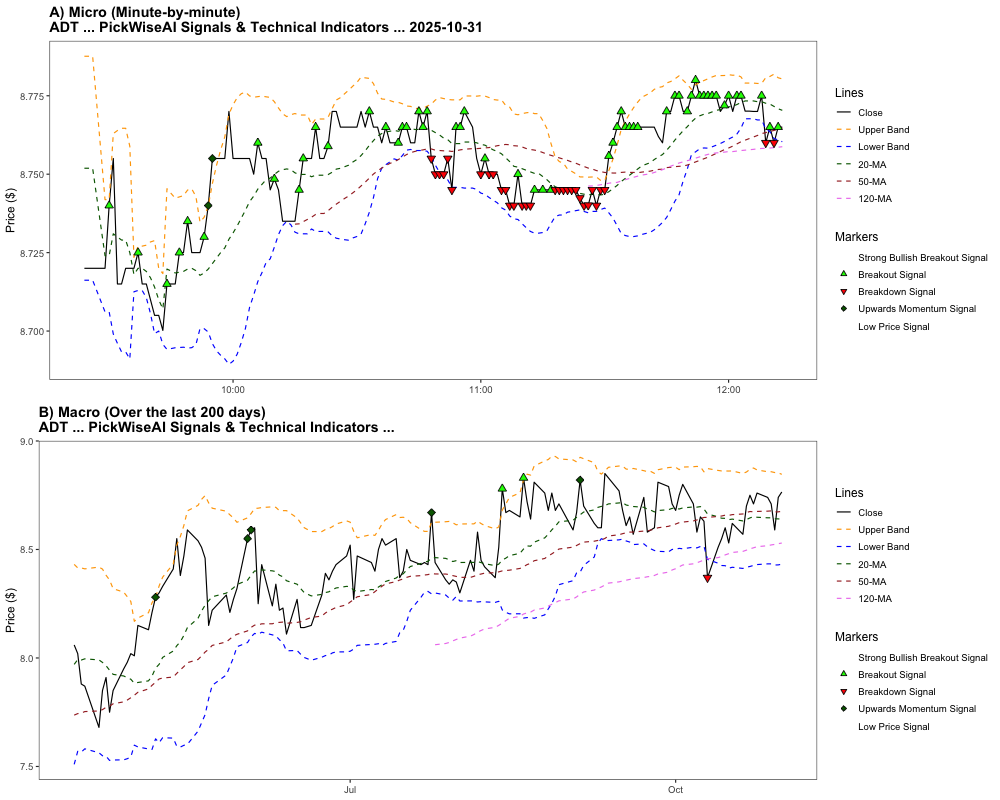 A) Micro (Minute-by-minute)
ADT ... PickWiseAI Signals & Technical Indicators ... 2025-10-31
Price ($)
8.775
8.750
8.725
8.700
10:00
11:00
12:00
Lines
Close
Upper Band
Lower Band
20-MA
50-MA
120-MA
Markers
Strong Bullish Breakout Signal
Breakout Signal
Breakdown Signal
Upwards Momentum Signal
Low Price Signal
B) Macro (Over the last 200 days)
ADT ... PickWiseAI Signals & Technical Indicators ...
Price ($)
9.0
8.5
8.0
7.5
Jul
Oct
Lines
Close
Upper Band
Lower Band
20-MA
50-MA
120-MA
Markers
Strong Bullish Breakout Signal
Breakout Signal
Breakdown Signal
Upwards Momentum Signal
Low Price Signal